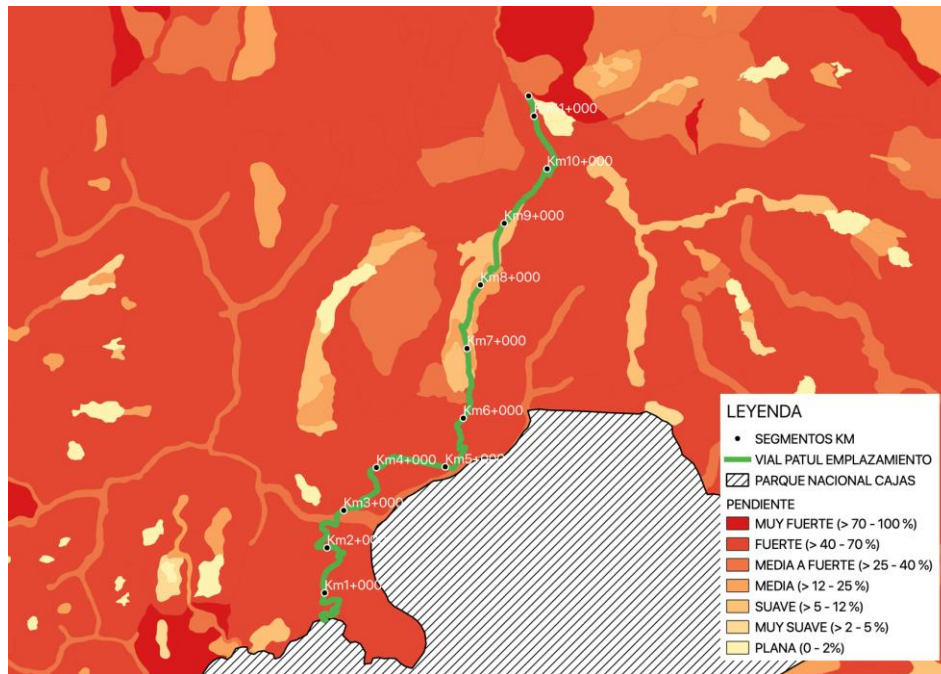 Km11+000
Km10+000
Km9+000
Km8+000
Km7+000
Km6+000
Km4+000
Km5+000
Km3+000
Km2+000
Km1+000
LEYENDA
SEGMENTOS KM
VIAL PATUL EMPLAZAMIENTO
PARQUE NACIONAL CAJAS
PENDIENTE
MUY FUERTE (> 70 - 100 %)
FUERTE (> 40 - 70 %)
MEDIA A FUERTE (> 25 - 40 %)
MEDIA (> 12 - 25 %)
SUAVE (> 5 - 12 %)
MUY SUAVE (> 2 - 5 %)
PLANA (0 - 2%)